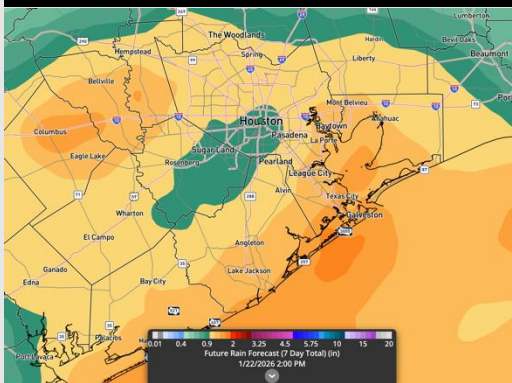 Lumberton
Bevil Oaks
The Woodlands
Hardin
Beaumont
Hempstead
Spring
Liberty
Bellville
Mont Belvieu
Columbus
Houston
Baytown
Anahuac
Pasadena
La Porte
Eagle Lake
Sugar Land
Rosenberg
Pearland
League City
Alvin
Texas City
Wharton
Galveston
El Campo
Angleton
Ganado
Lake Jackson
Edna
Bay City
Palacios
Port Lavaca
0.01 0.4 0.9 2 3.25 4.5 5.75 10 15 20
Future Rain Forecast (7 Day Total) (in)
1/22/2026 2:00 PM